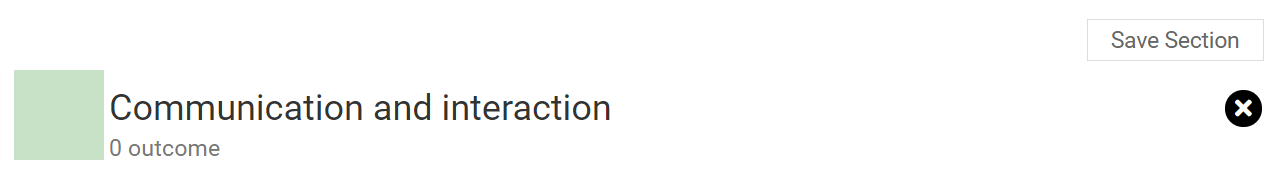 Save Section
Communication and interaction
0 outcome